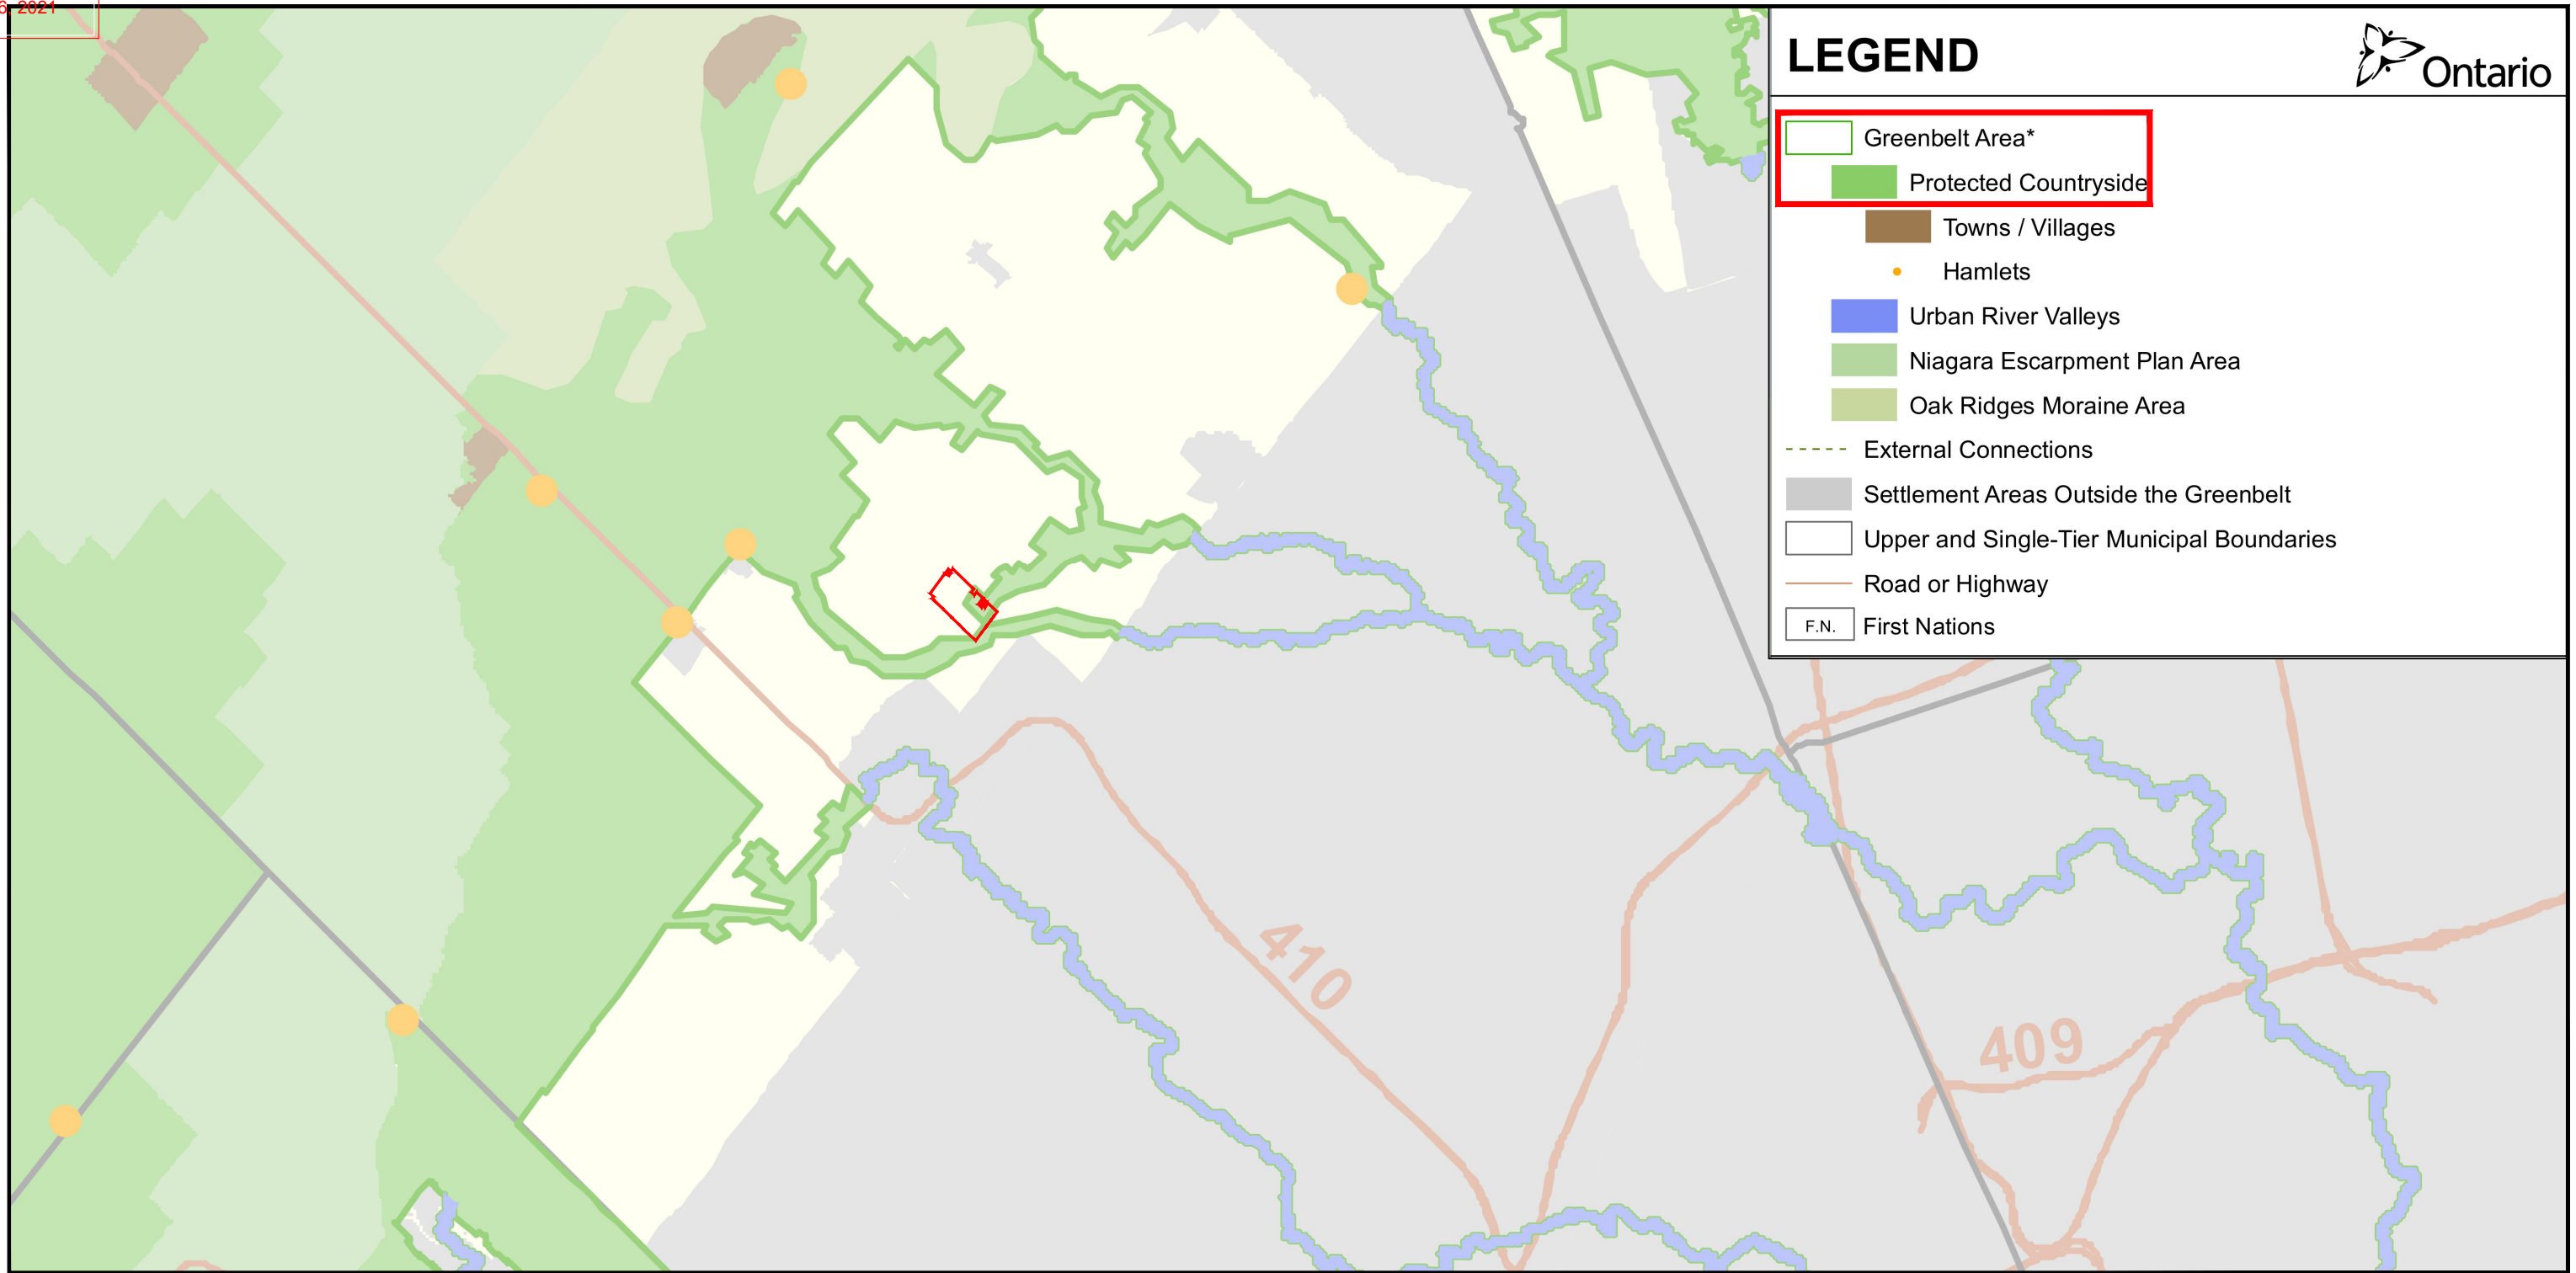 6, 2021
LEGEND
Ontario
Greenbelt Area*
Protected Countryside
Towns / Villages
Hamlets
Urban River Valleys
Niagara Escarpment Plan Area
Oak Ridges Moraine Area
External Connections
Settlement Areas Outside the Greenbelt
Upper and Single-Tier Municipal Boundaries
Road or Highway
F.N. First Nations
410
409